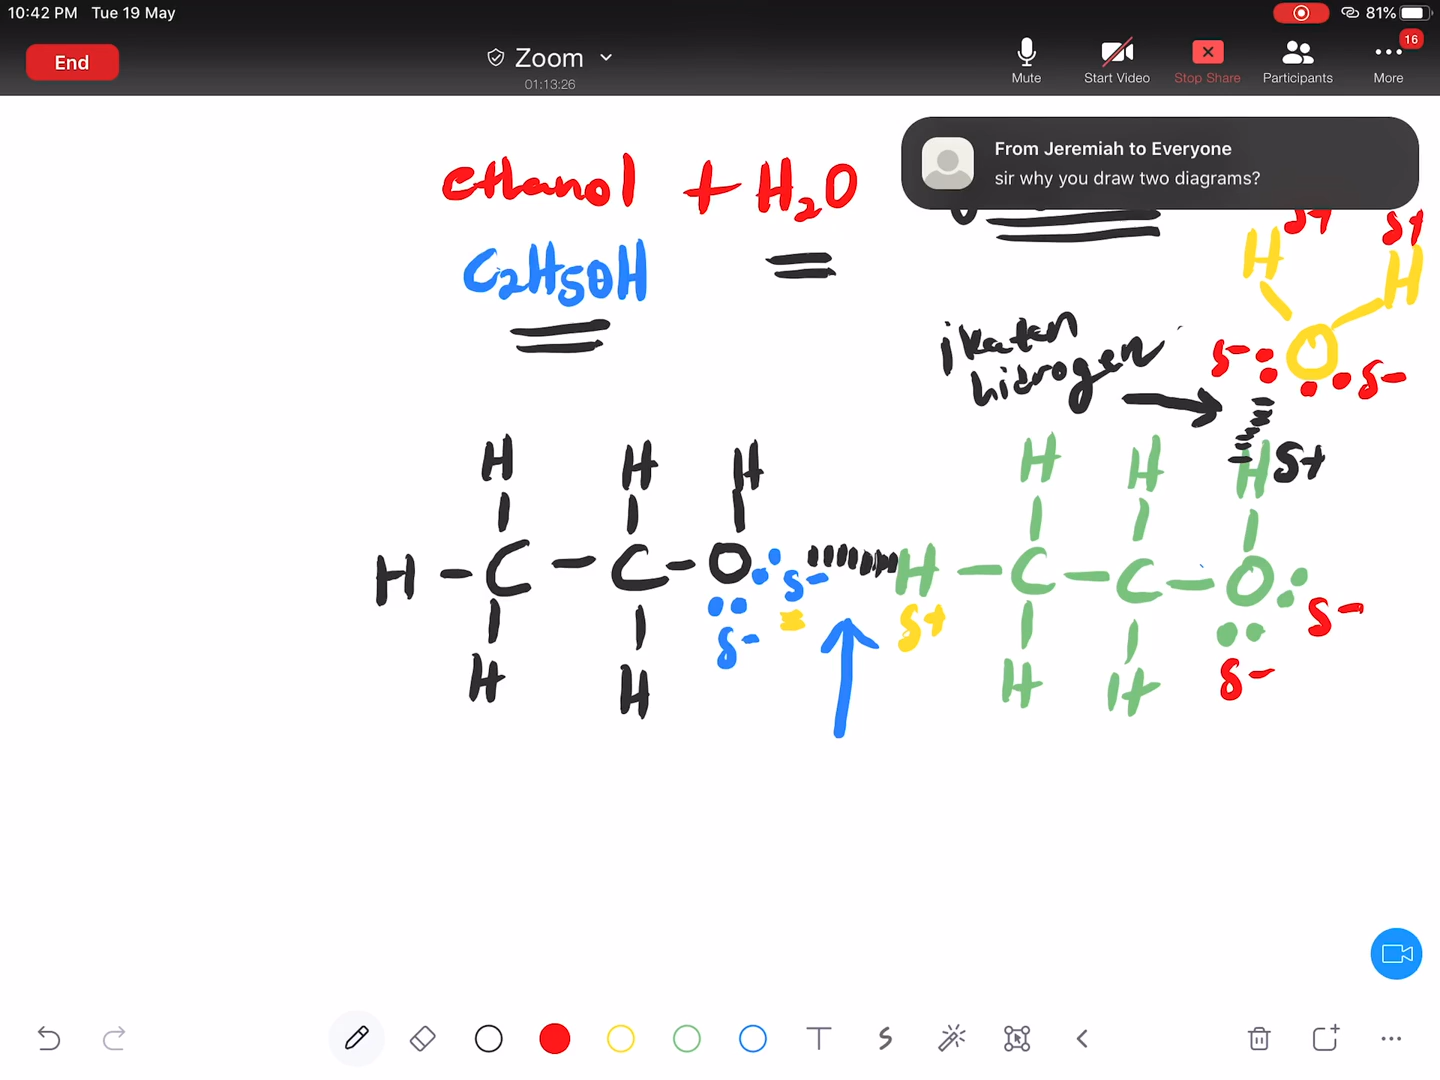 10:42 PM Tue 19 May
81%
End
Zoom
01:13:26
Mute
Start Video
Stop Share
Participants
16
More
From Jeremiah to Everyone
sir why you draw two diagrams?
ethanol + H₂O
C₂H₅OH
δ+ δ+
H H
O
δ- δ-
ikatan
hidrogen
H H H H H H δ+
H - C - C - O δ- H - C - C - O δ-
δ- δ+ δ-
H H H H
T